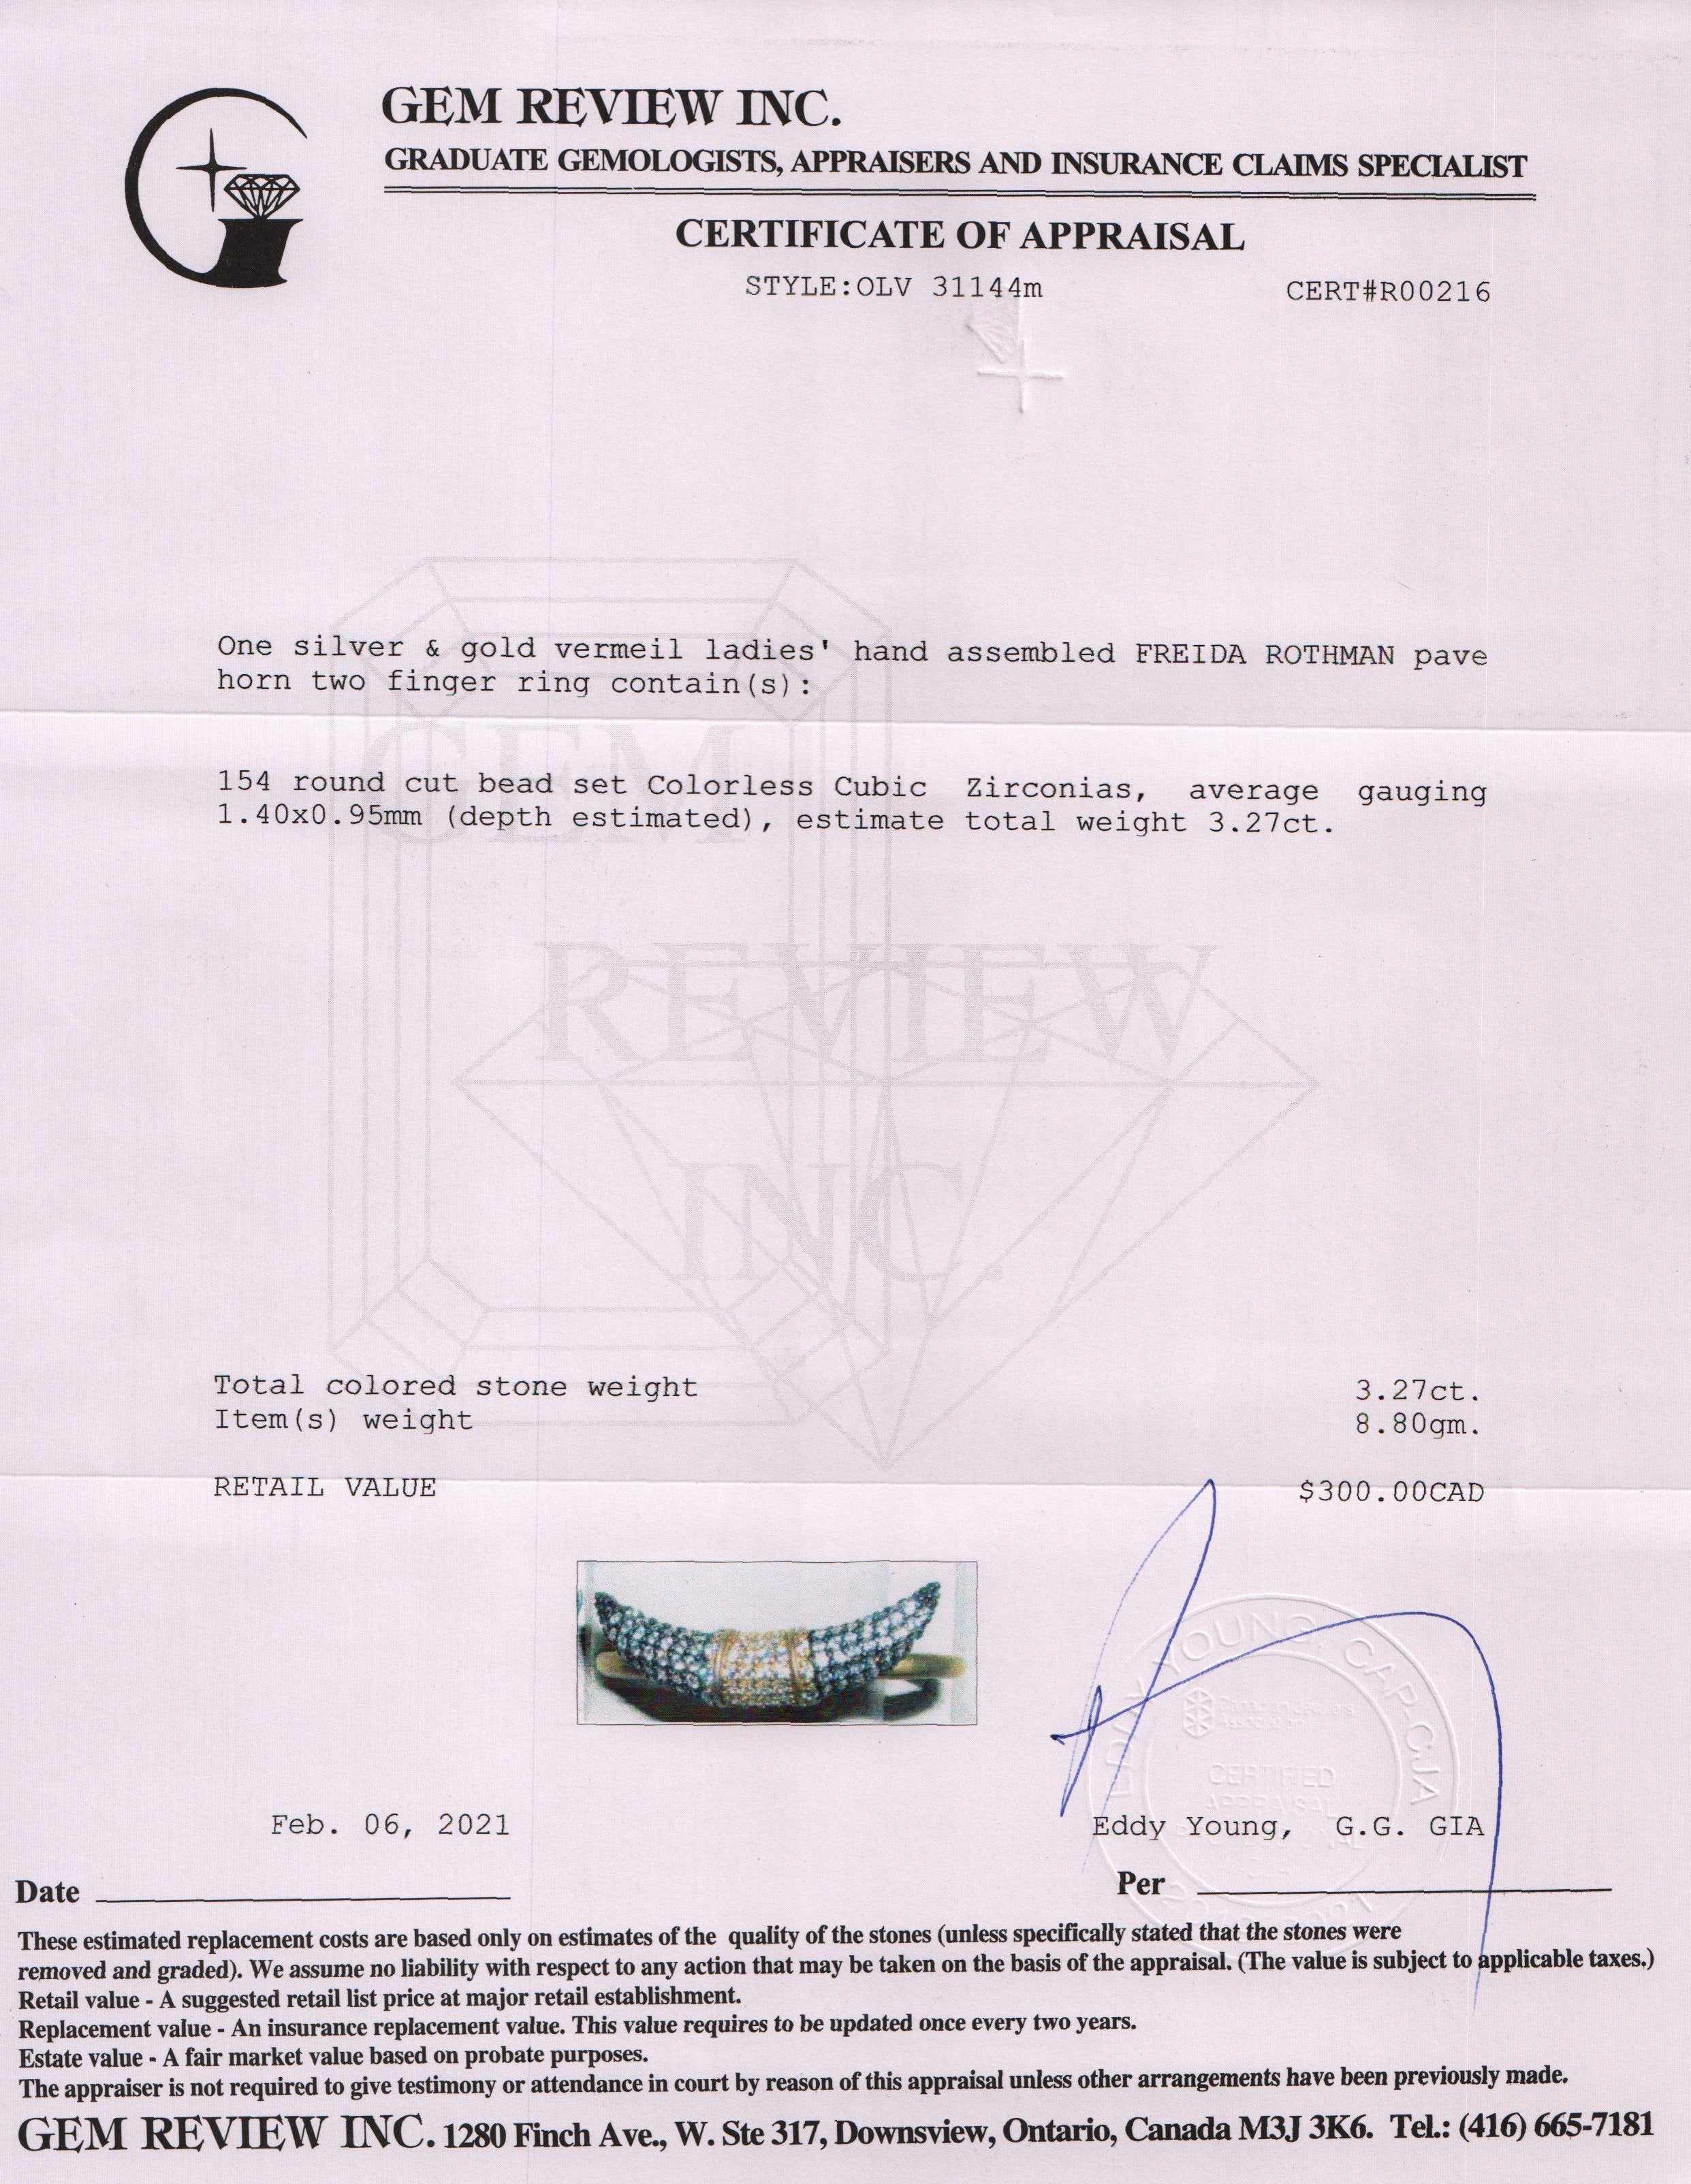 GEM REVIEW INC.
GRADUATE GEMOLOGISTS, APPRAISERS AND INSURANCE CLAIMS SPECIALIST
CERTIFICATE OF APPRAISAL
STYLE:OLV 31144m
CERT#R00216
One silver & gold vermeil ladies' hand assembled FREIDA ROTHMAN pave
horn two finger ring contain(s):
GEM
154 round cut bead set Colorless Cubic Zirconias, average gauging
1.40x0.95mm (depth estimated), estimate total weight 3.27ct.
REVIEW
INC.
Total colored stone weight 3.27ct.
Item(s) weight 8.80gm.
RETAIL VALUE $300.00CAD
EDDY YOUNG, CAP-CJA
CERTIFIED
APPRAISAL
Feb. 06, 2021
Eddy Young, G.G. GIA
Date
Per
These estimated replacement costs are based only on estimates of the quality of the stones (unless specifically stated that the stones were
removed and graded). We assume no liability with respect to any action that may be taken on the basis of the appraisal. (The value is subject to applicable taxes.)
Retail value - A suggested retail list price at major retail establishment.
Replacement value - An insurance replacement value. This value requires to be updated once every two years.
Estate value - A fair market value based on probate purposes.
The appraiser is not required to give testimony or attendance in court by reason of this appraisal unless other arrangements have been previously made.
GEM REVIEW INC. 1280 Finch Ave., W. Ste 317, Downsview, Ontario, Canada M3J 3K6. Tel.: (416) 665-7181